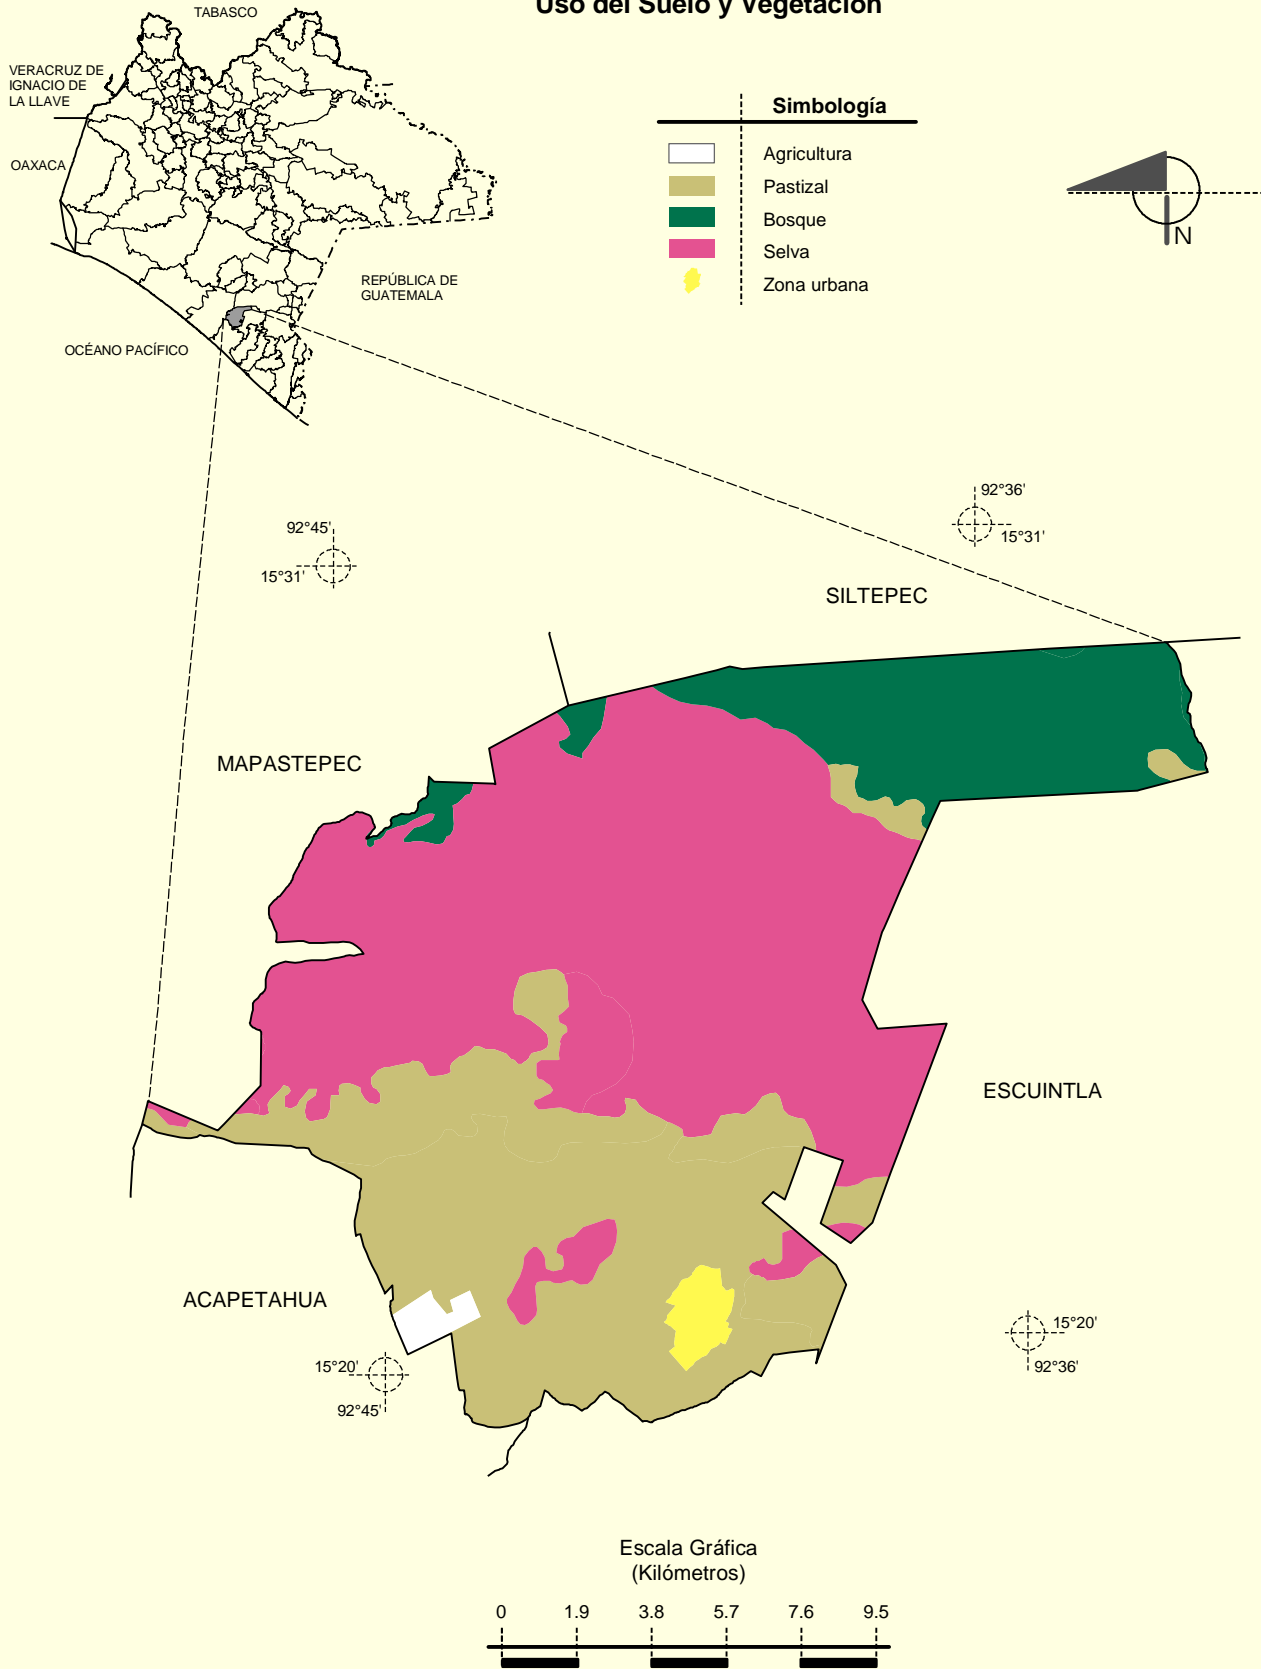 Uso del Suelo y Vegetación
TABASCO
VERACRUZ DE
IGNACIO DE
LA LLAVE
OAXACA
REPÚBLICA DE
GUATEMALA
OCÉANO PACÍFICO
Simbología
Agricultura
Pastizal
Bosque
Selva
Zona urbana
N
92°36'
15°31'
92°45'
15°31'
SILTEPEC
MAPASTEPEC
ESCUINTLA
ACAPETAHUA
15°20'
92°36'
15°20'
92°45'
Escala Gráfica
(Kilómetros)
0 1.9 3.8 5.7 7.6 9.5